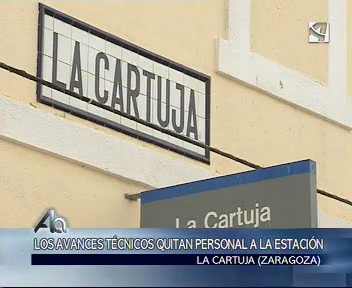 LA CARTUJA
La Cartuja
LOS AVANCES TÉCNICOS QUITAN PERSONAL A LA ESTACIÓN
LA CARTUJA (ZARAGOZA)